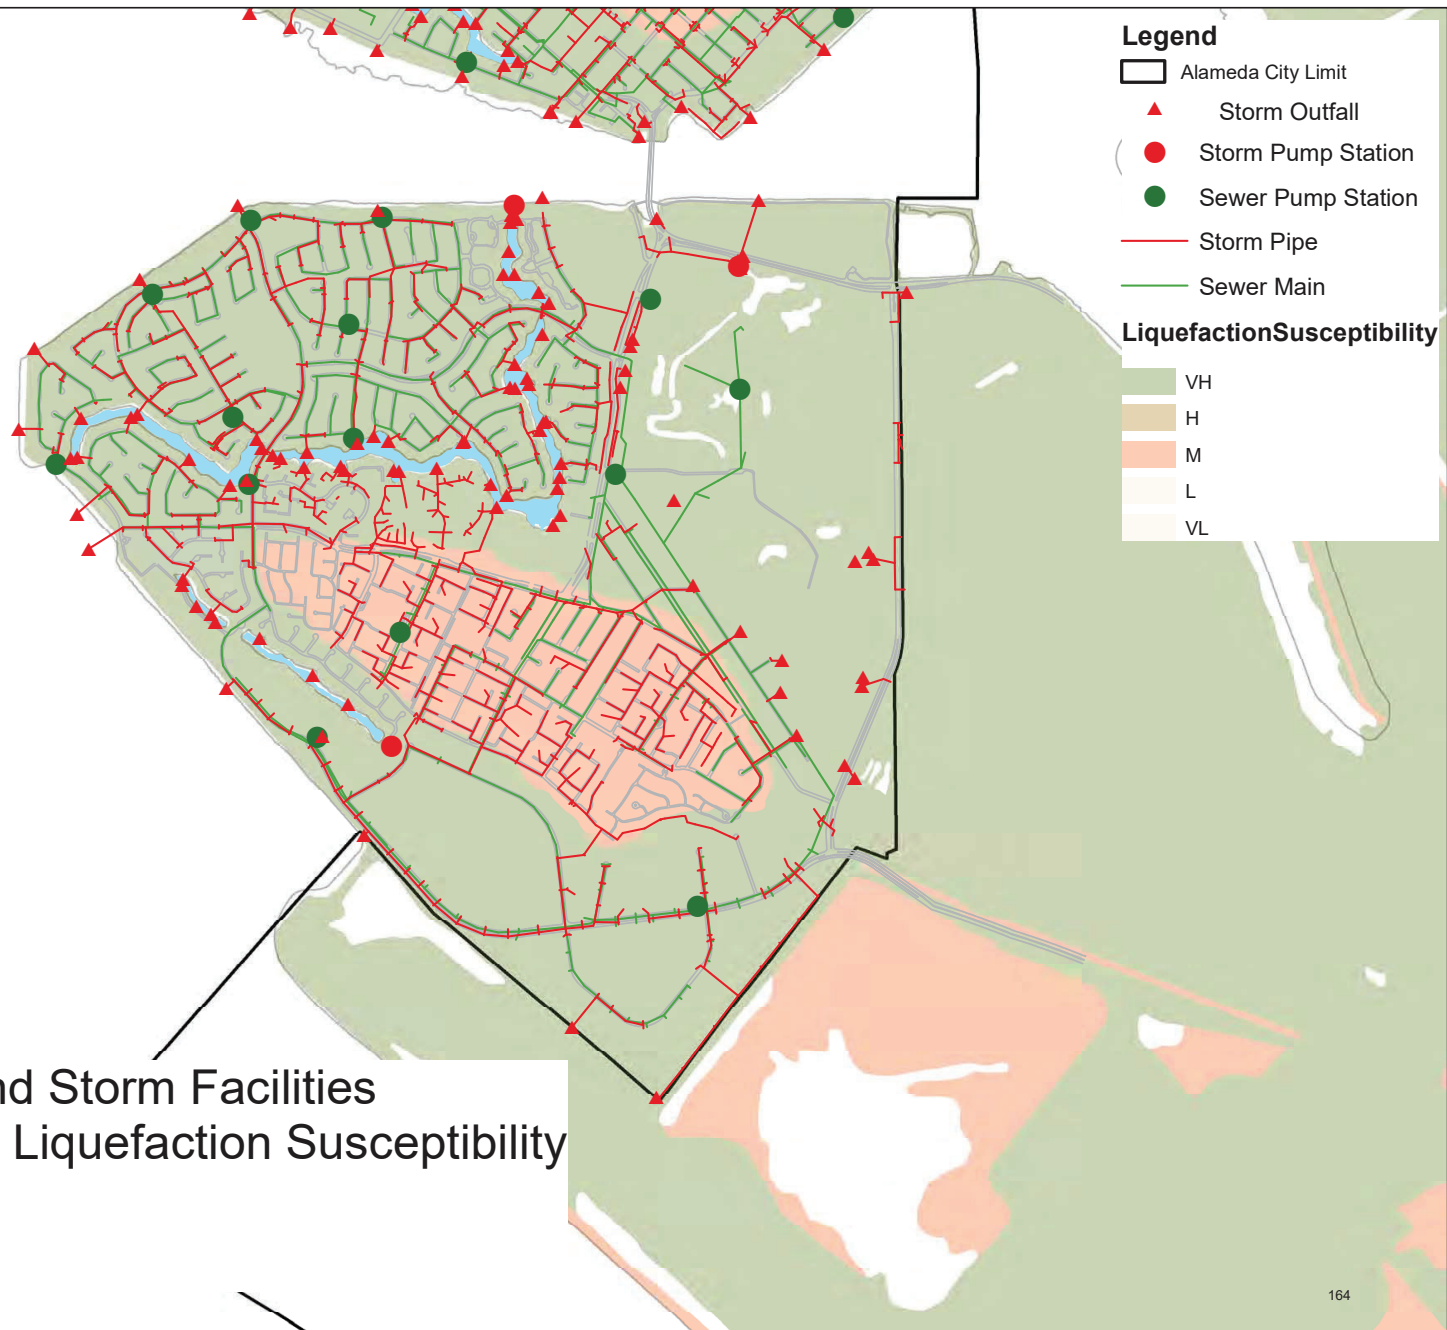 Legend
Alameda City Limit
Storm Outfall
Storm Pump Station
Sewer Pump Station
Storm Pipe
Sewer Main
LiquefactionSusceptibility
VH
H
M
L
VL
nd Storm Facilities
Liquefaction Susceptibility
164